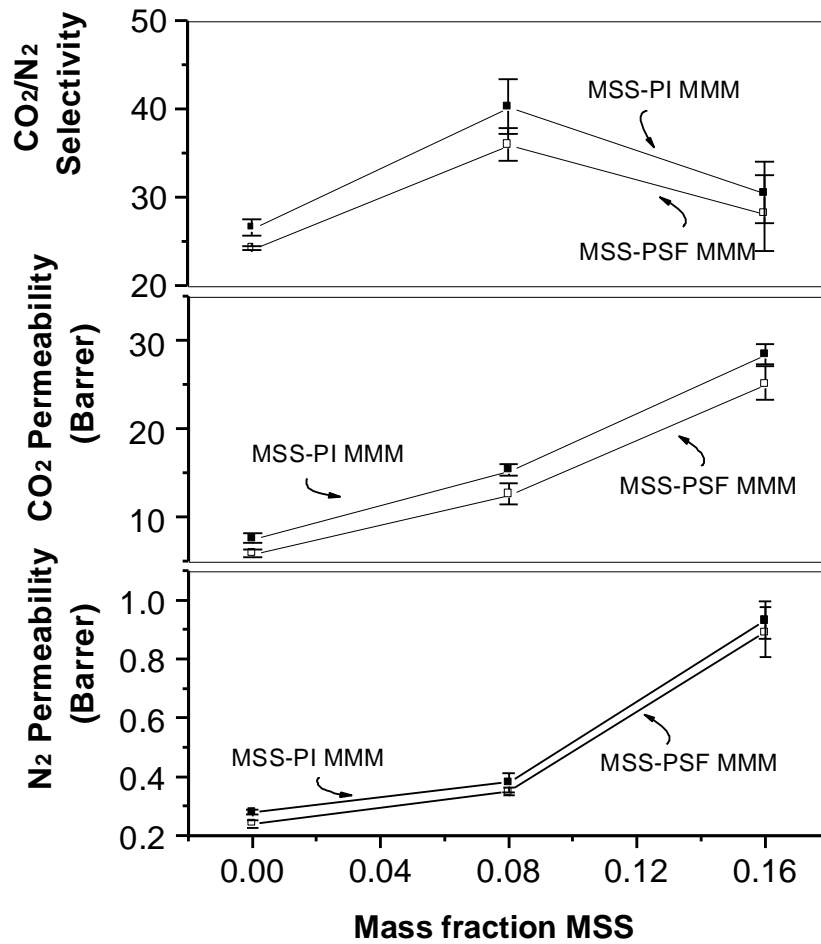 CO2/N2
Selectivity
50
40
30
20
MSS-PI MMM
MSS-PSF MMM
CO2 Permeability
(Barrer)
30
20
10
MSS-PI MMM
MSS-PSF MMM
N2 Permeability
(Barrer)
1.0
0.8
0.6
0.4
0.2
MSS-PI MMM
MSS-PSF MMM
0.00 0.04 0.08 0.12 0.16
Mass fraction MSS